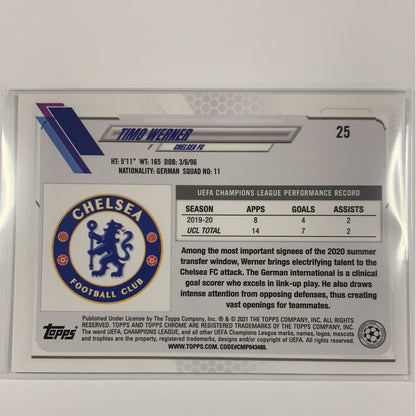 TIMO WERNER
25
F CHELSEA FC
HT: 5'11" WT: 165 DOB: 3/6/96
NATIONALITY: GERMAN SQUAD NO: 11
UEFA CHAMPIONS LEAGUE PERFORMANCE RECORD
SEASON APPS GOALS ASSISTS
2019-20 8 4 2
UCL TOTAL 14 7 2
CHELSEA
FOOTBALL CLUB
Among the most important signees of the 2020 summer
transfer window, Werner brings electrifying talent to the
Chelsea FC attack. The German international is a clinical
goal scorer who excels in link-up play. He also draws
intense attention from opposing defenses, thus creating
vast openings for teammates.
Topps
Published Under License by The Topps Company, Inc. ® & © 2021 THE TOPPS COMPANY, INC. ALL
RIGHTS RESERVED. TOPPS AND TOPPS CHROME ARE REGISTERED TRADEMARKS OF THE TOPPS COMPANY, INC.
The word UEFA, CHAMPIONS LEAGUE, and all other UEFA Champions League marks, names, logos, mascots
and trophies are the property, registered trademarks, designs and/or copyright of UEFA. All
Rights Reserved. WWW.TOPPS.COM. CODE#CMP043488.
CHAMPIONS
LEAGUE